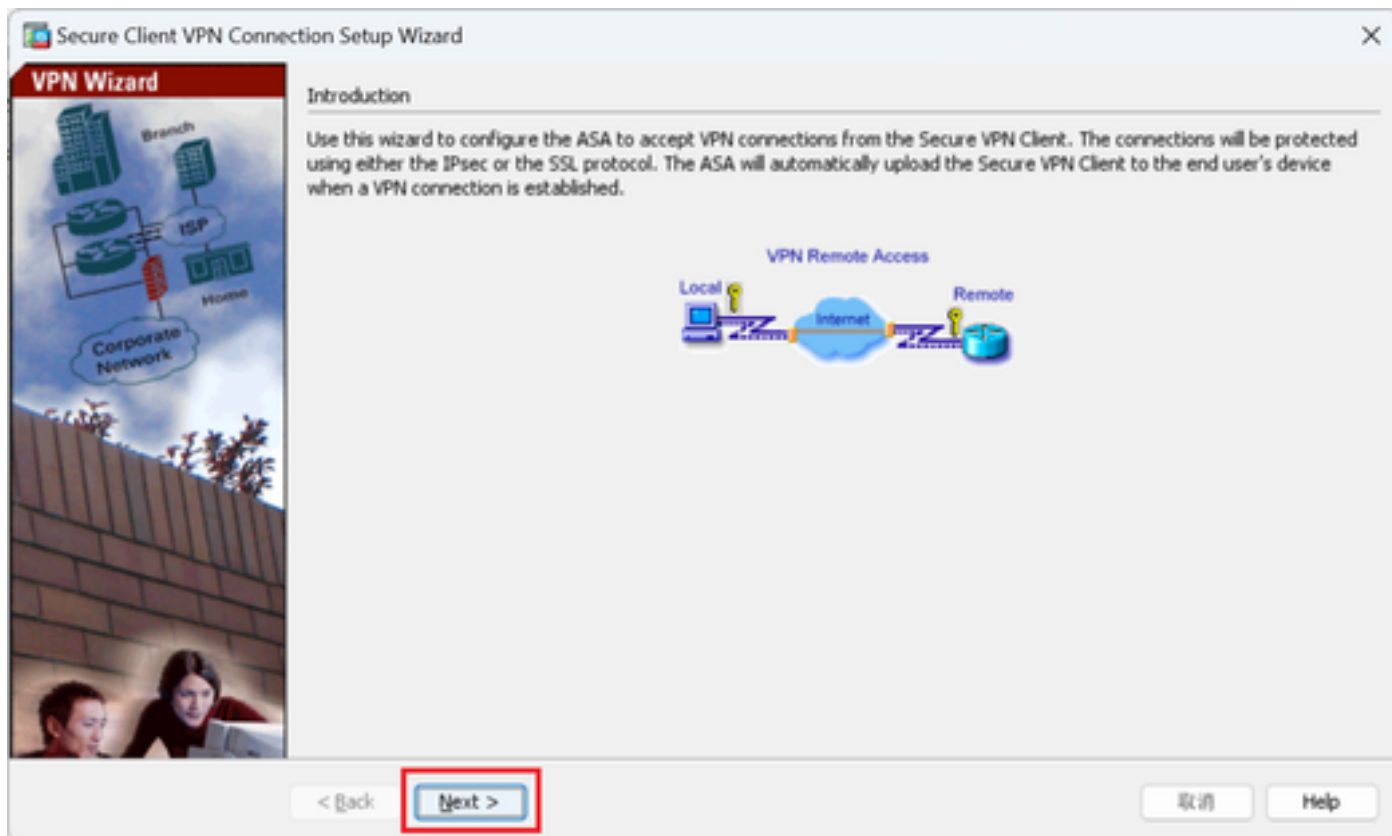 Secure Client VPN Connection Setup Wizard
VPN Wizard
Branch
ISP
Home
Corporate
Network
Introduction
Use this wizard to configure the ASA to accept VPN connections from the Secure VPN Client. The connections will be protected
using either the IPsec or the SSL protocol. The ASA will automatically upload the Secure VPN Client to the end user's device
when a VPN connection is established.
VPN Remote Access
Local
Internet
Remote
< Back
Next >
取消
Help